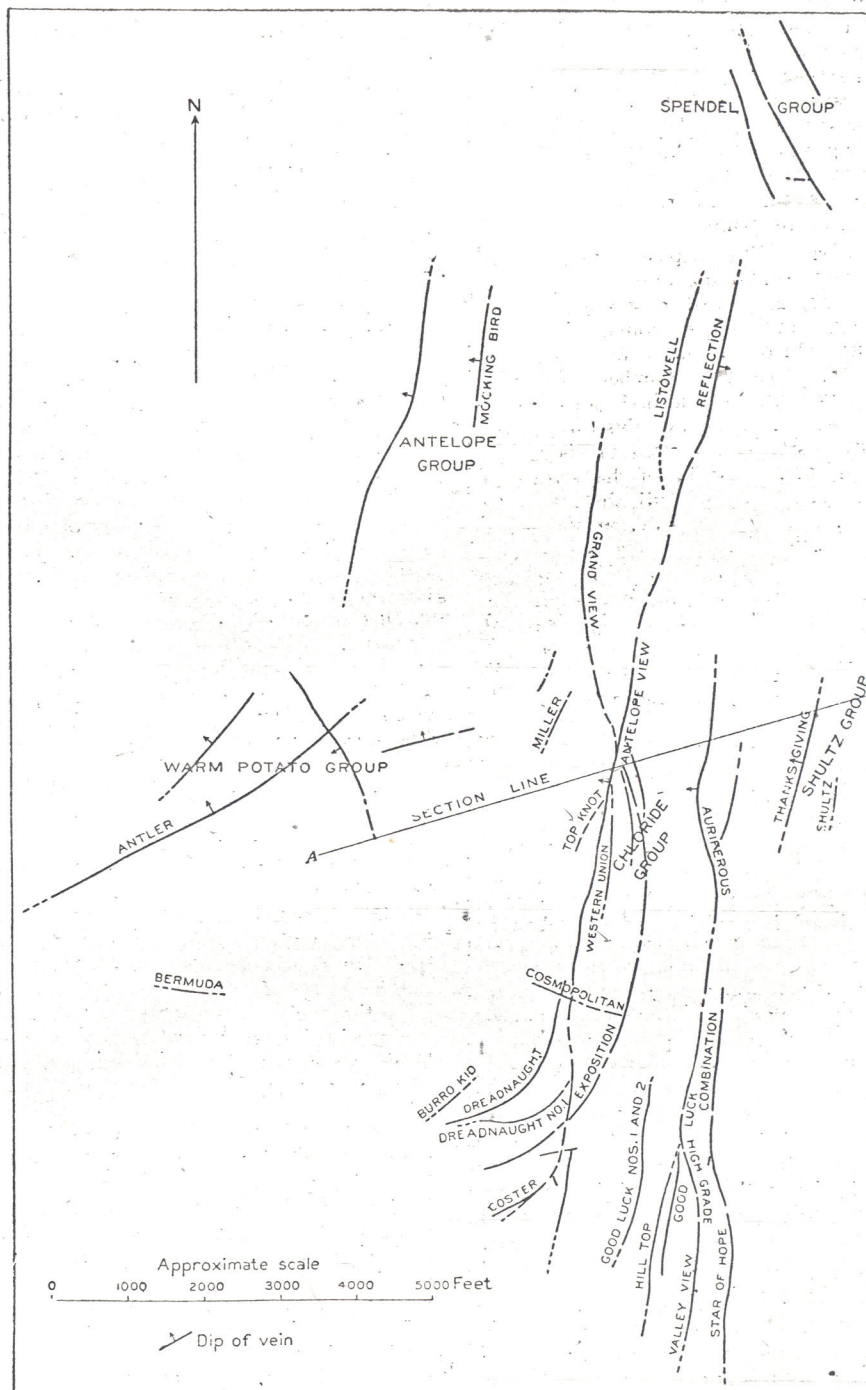 SPENDEL GROUP
N
MOCKING BIRD
LISTOWELL
REFLECTION
ANTELOPE
GROUP
GRAND VIEW
ANTELOPE VIEW
MILLER
WARM POTATO GROUP
THANKSGIVING
SHULTZ GROUP
SHULTZ
SECTION LINE
A
ANTLER
TOP KNOT
CHLORIDE
GROUP
AURIFEROUS
WESTERN UNION
BERMUDA
COSMOPOLITAN
COMBINATION
BURRO KID
DREADNAUGHT
DREADNAUGHT NO.1
EXPOSITION
GOOD LUCK NOS. 1 AND 2
GOOD LUCK
HIGH GRADE
COSTER
HILL TOP
VALLEY VIEW
STAR OF HOPE
Approximate scale
0 1000 2000 3000 4000 5000 Feet
Dip of vein